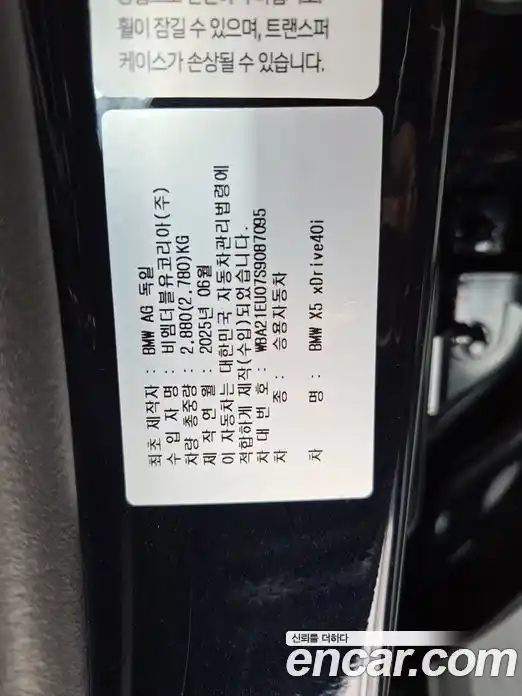 휠이 잠길 수 있으며, 트랜스퍼
케이스가 손상될 수 있습니다.
최초 제작자 : BMW AG 독일
수 입 자 명 : 비엠더블유코리아(주)
차량 총중량 : 2,880(2,780)KG
제 작 연 월 : 2025년 06월
이 자동차는 대한민국 자동차관리법령에
적합하게 제작(수입)되었습니다.
차 대 번 호 : WBA21EU07S9087095
차 종 : 승용자동차
차 명 : BMW X5 xDrive40i
신뢰를 더하다
encar.com